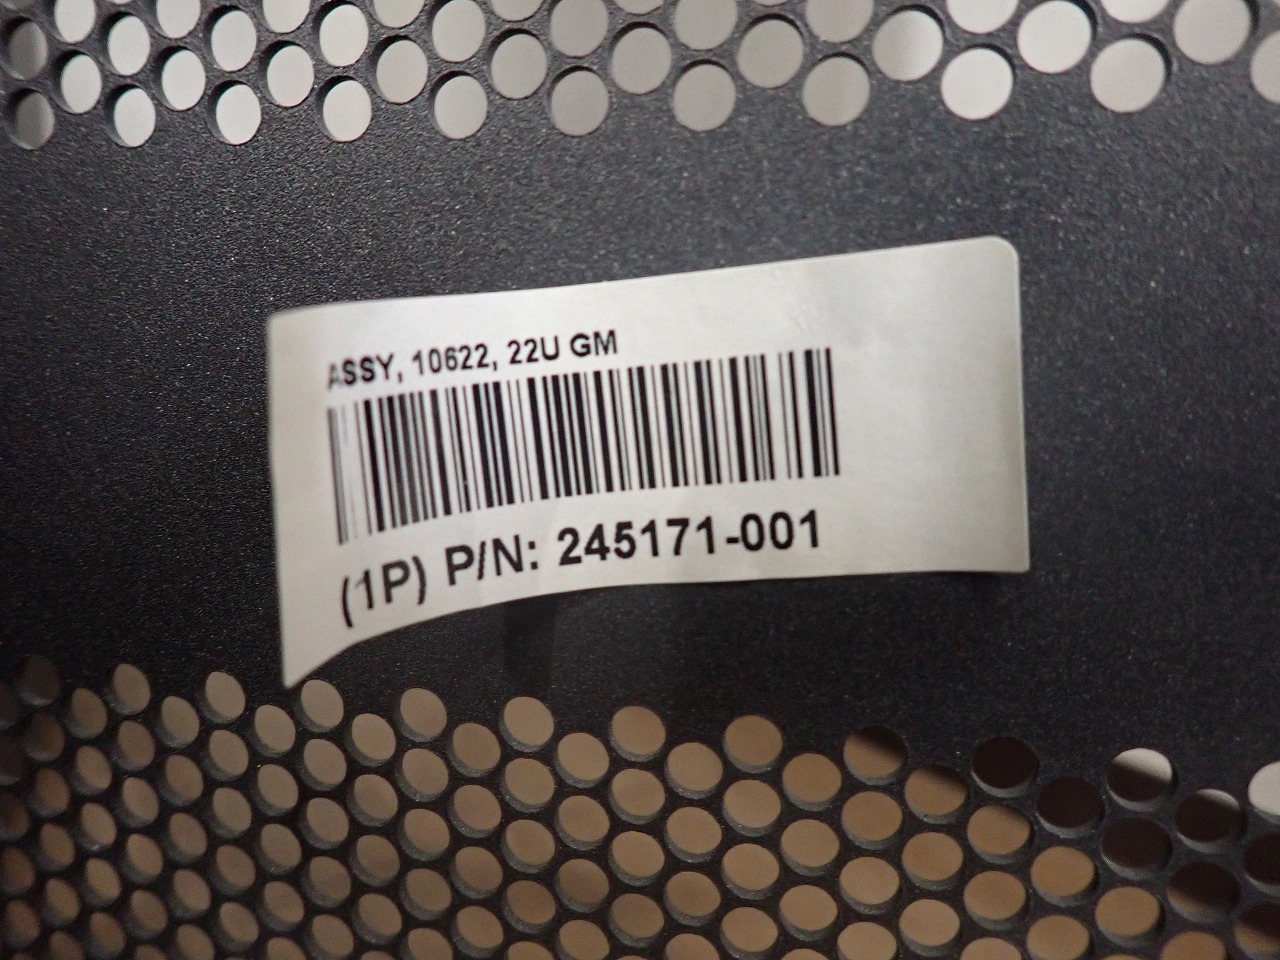 ASSY, 10622, 22U GM
(1P) P/N: 245171-001